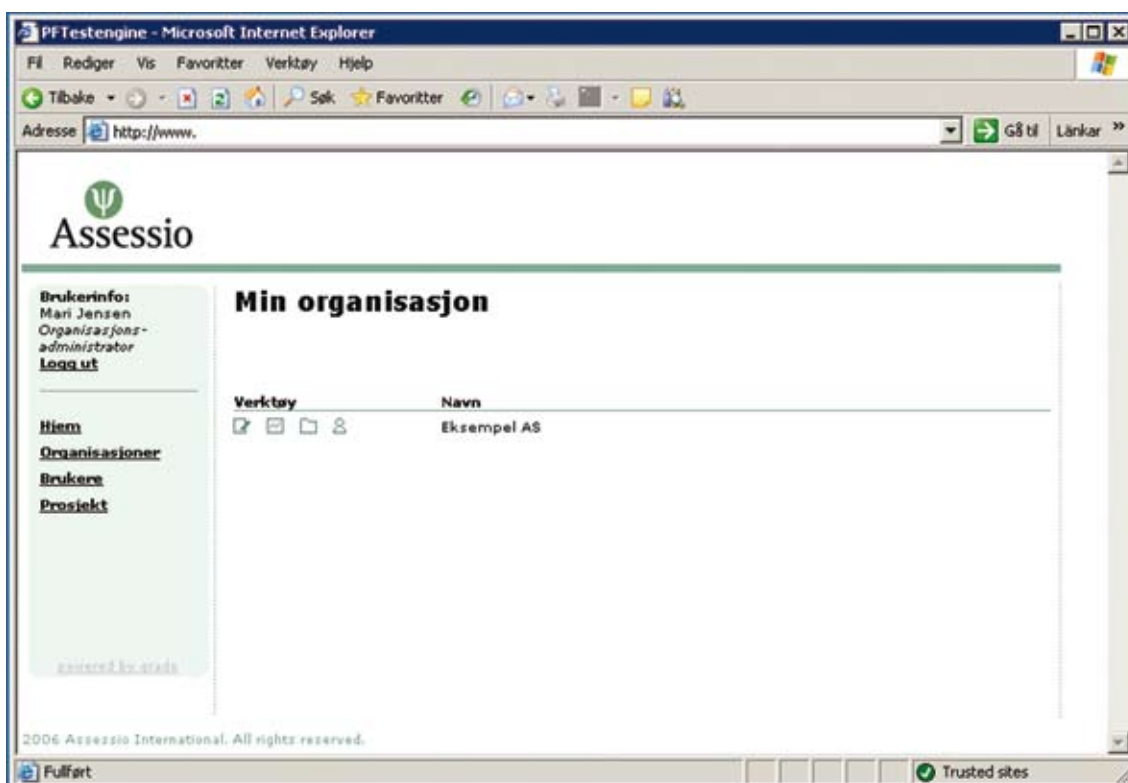 PFTestengine - Microsoft Internet Explorer
Fil Rediger Vis Favoritter Verktøy Hjelp
Tilbake Søk Favoritter
Adresse http://www. Gå til Länkar »
Assessio
Brukerinfo:
Mari Jensen
Organisasjons-
administrator
Logg ut
Hjem
Organisasjoner
Brukere
Prosjekt
powered by
Min organisasjon
Verktøy Navn
Eksempel AS
2006 Assessio International. All rights reserved.
Fullført Trusted sites